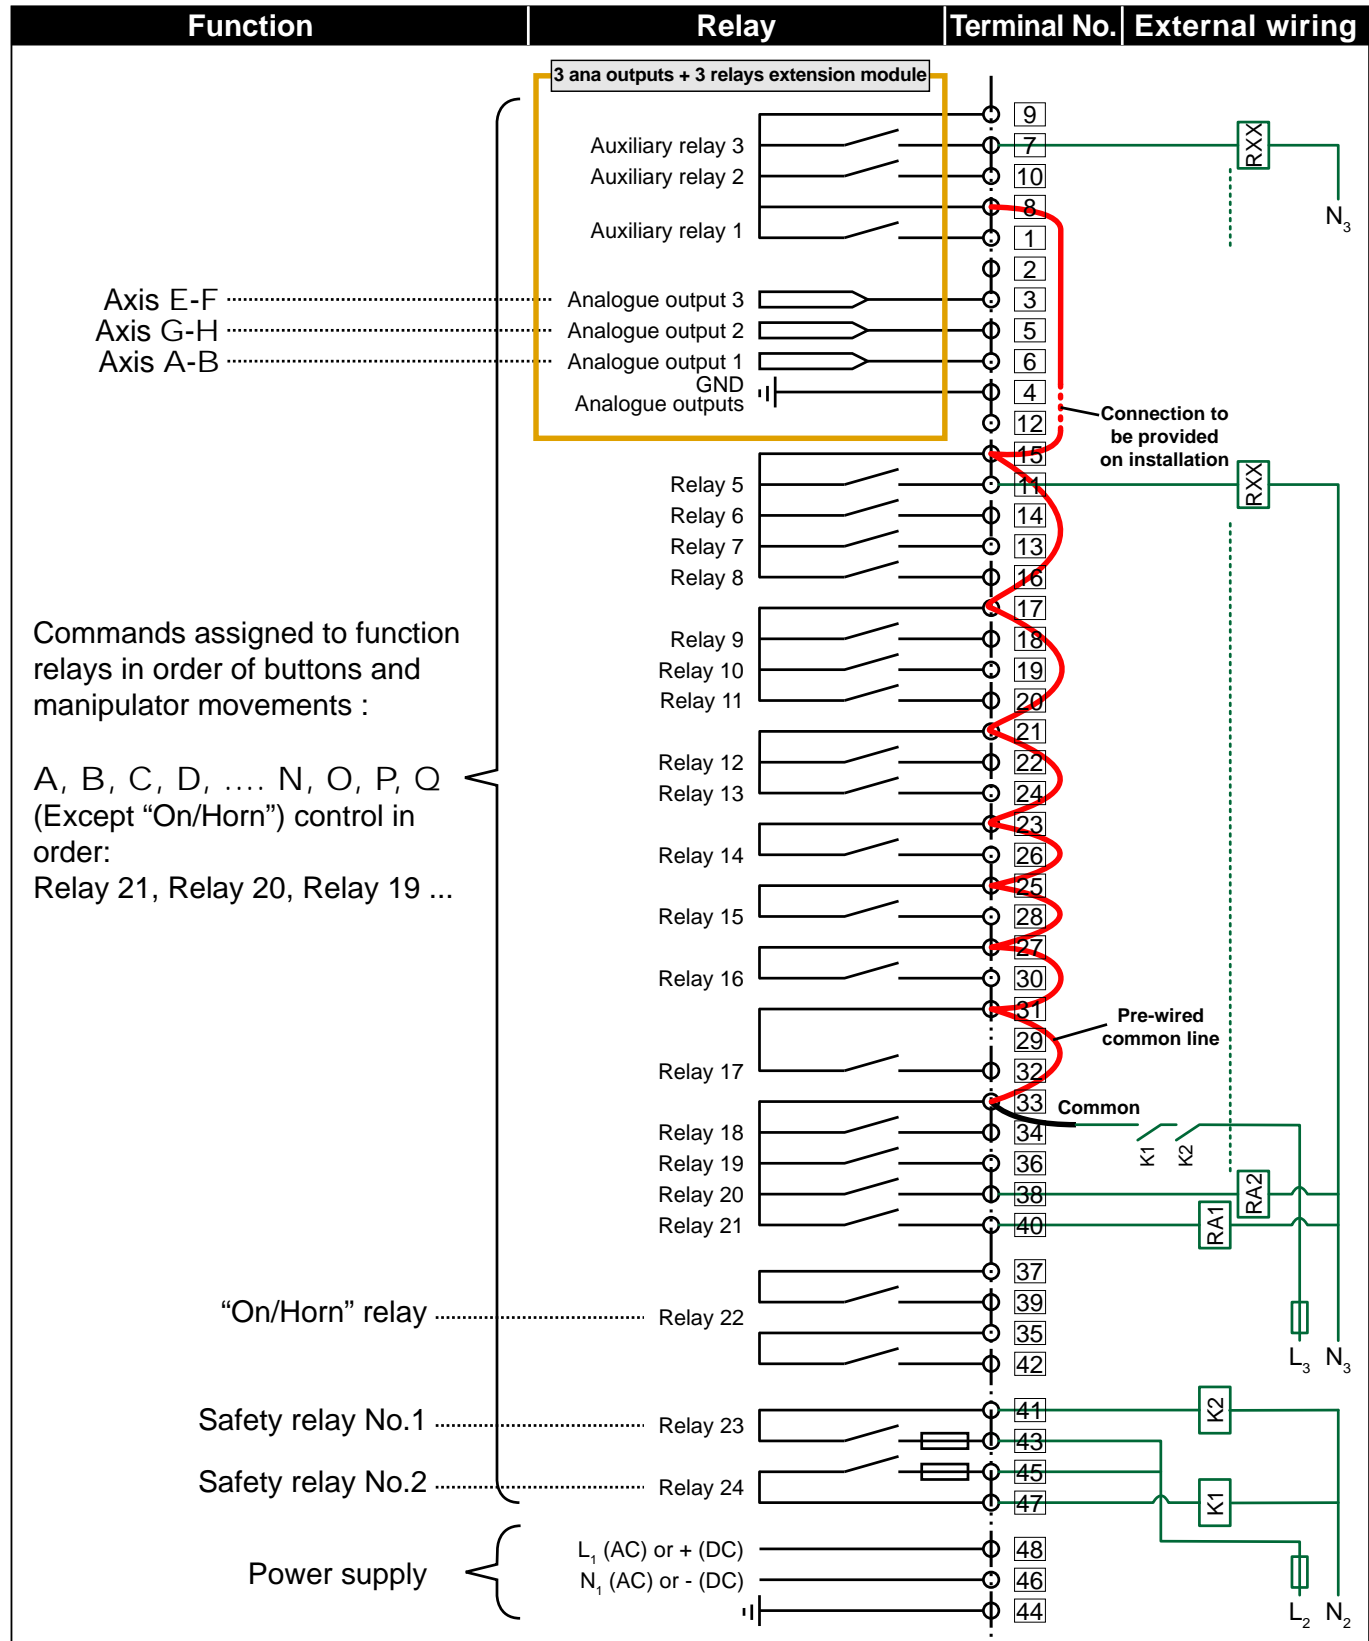 Function Relay Terminal No. External wiring
3 ana outputs + 3 relays extension module
9
Auxiliary relay 3 7 RXX
Auxiliary relay 2 10
8 N3
Auxiliary relay 1 1
2
Axis E-F Analogue output 3 3
Axis G-H Analogue output 2 5
Axis A-B Analogue output 1 6
GND
Analogue outputs 4
12
Connection to
be provided
on installation
15
Relay 5 11 RXX
Relay 6 14
Relay 7 13
Relay 8 16
17
Commands assigned to function
relays in order of buttons and
manipulator movements :
A, B, C, D, .... N, O, P, Q
(Except “On/Horn”) control in
order:
Relay 21, Relay 20, Relay 19 ...
Relay 9 18
Relay 10 19
Relay 11 20
21
Relay 12 22
Relay 13 24
23
Relay 14 26
25
Relay 15 28
27
Relay 16 30
31
Pre-wired
common line
29
Relay 17 32
33 Common
Relay 18 34 K1 K2
Relay 19 36
Relay 20 38 RA2
Relay 21 40 RA1
37
39
“On/Horn” relay Relay 22
35
42 L3 N3
41 K2
Safety relay No.1 Relay 23
43
45
Safety relay No.2 Relay 24
47 K1
L1 (AC) or + (DC) 48
Power supply N1 (AC) or - (DC) 46
44 L2 N2